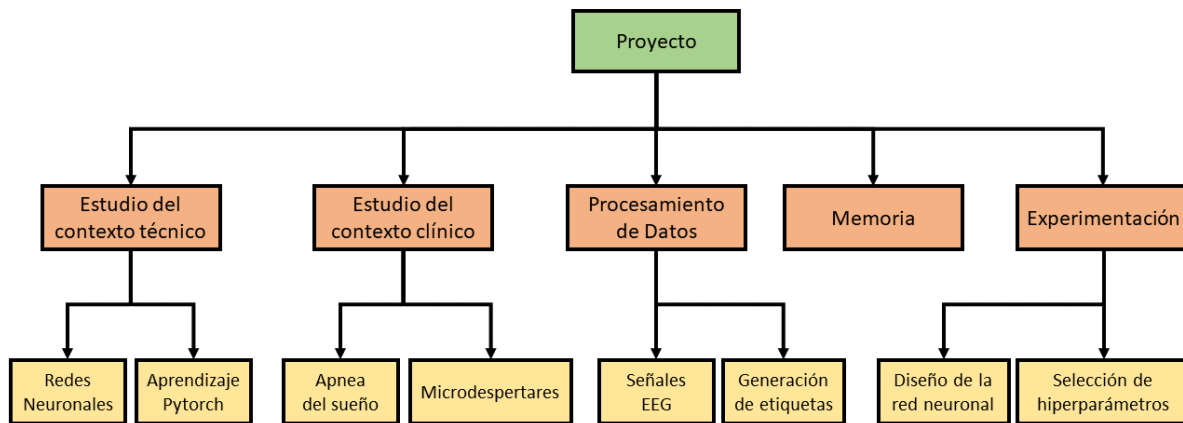 Proyecto
Estudio del
contexto técnico
Estudio del
contexto clínico
Procesamiento
de Datos
Memoria
Experimentación
Redes
Neuronales
Aprendizaje
Pytorch
Apnea
del sueño
Microdespertares
Señales
EEG
Generación
de etiquetas
Diseño de la
red neuronal
Selección de
hiperparámetros